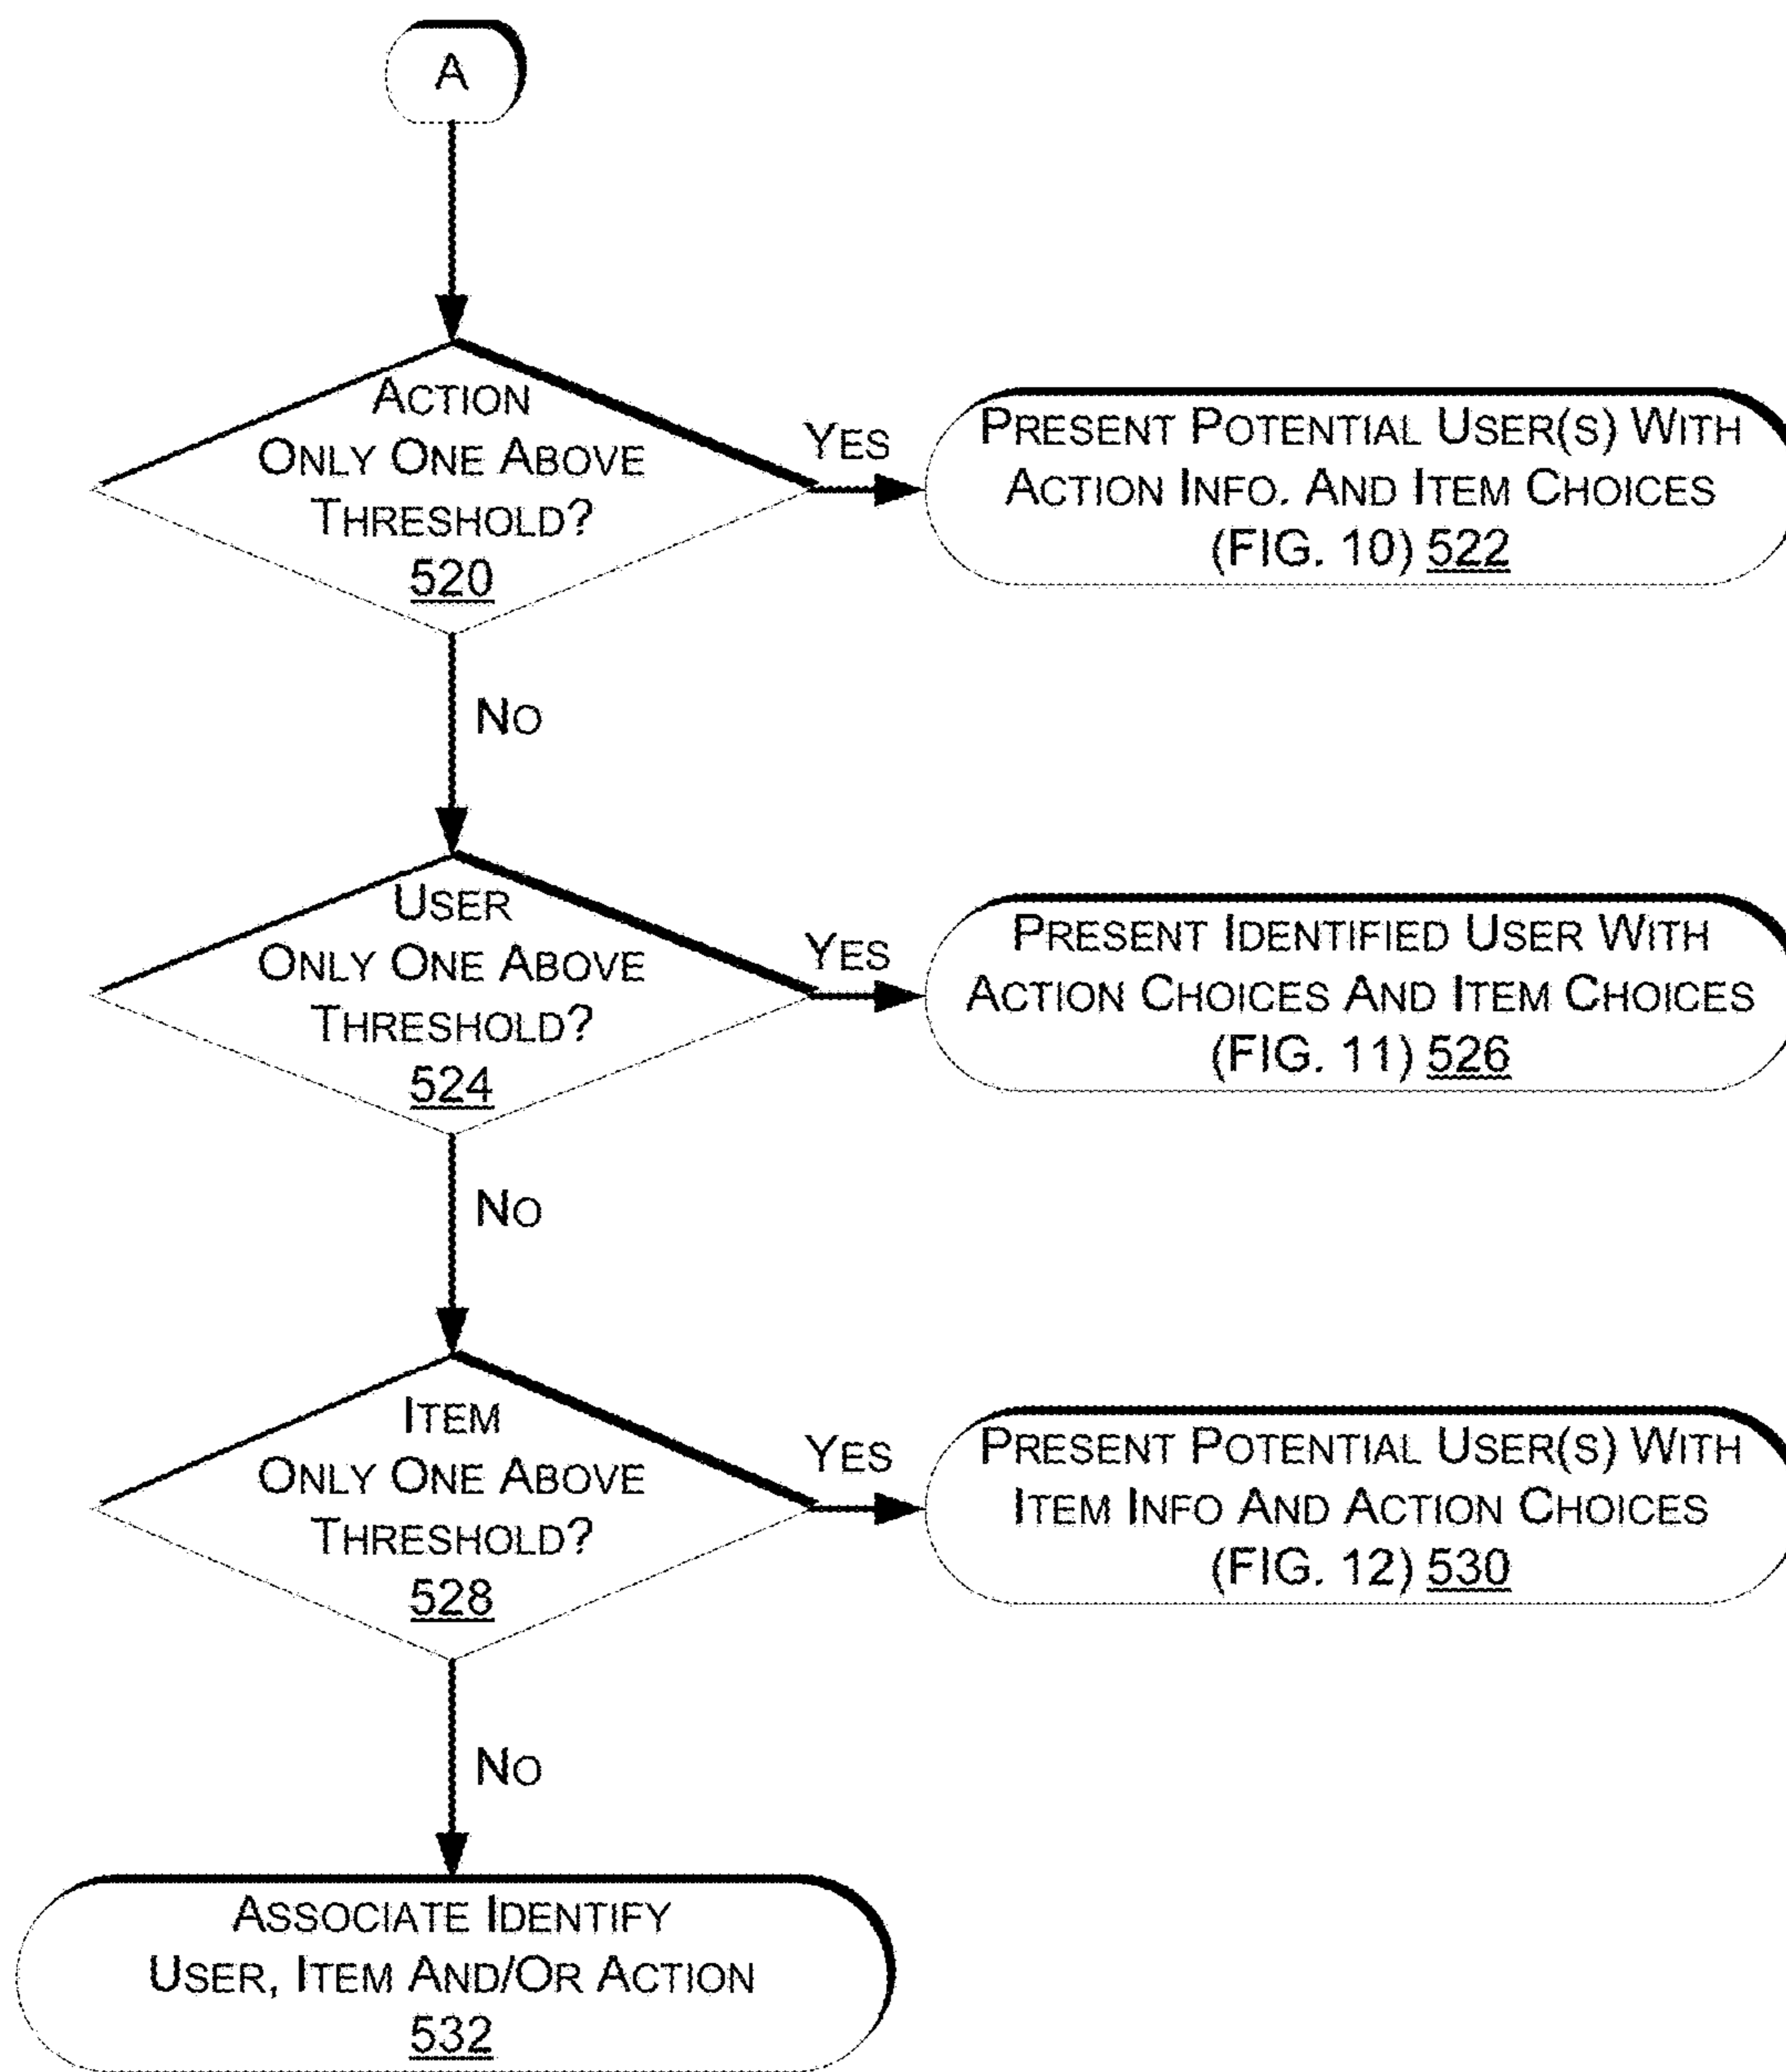 A
ACTION
ONLY ONE ABOVE
THRESHOLD?
520
YES
PRESENT POTENTIAL USER(S) WITH
ACTION INFO. AND ITEM CHOICES
(FIG. 10) 522
NO
USER
ONLY ONE ABOVE
THRESHOLD?
524
YES
PRESENT IDENTIFIED USER WITH
ACTION CHOICES AND ITEM CHOICES
(FIG. 11) 526
NO
ITEM
ONLY ONE ABOVE
THRESHOLD?
528
YES
PRESENT POTENTIAL USER(S) WITH
ITEM INFO AND ACTION CHOICES
(FIG. 12) 530
NO
ASSOCIATE IDENTIFY
USER, ITEM AND/OR ACTION
532